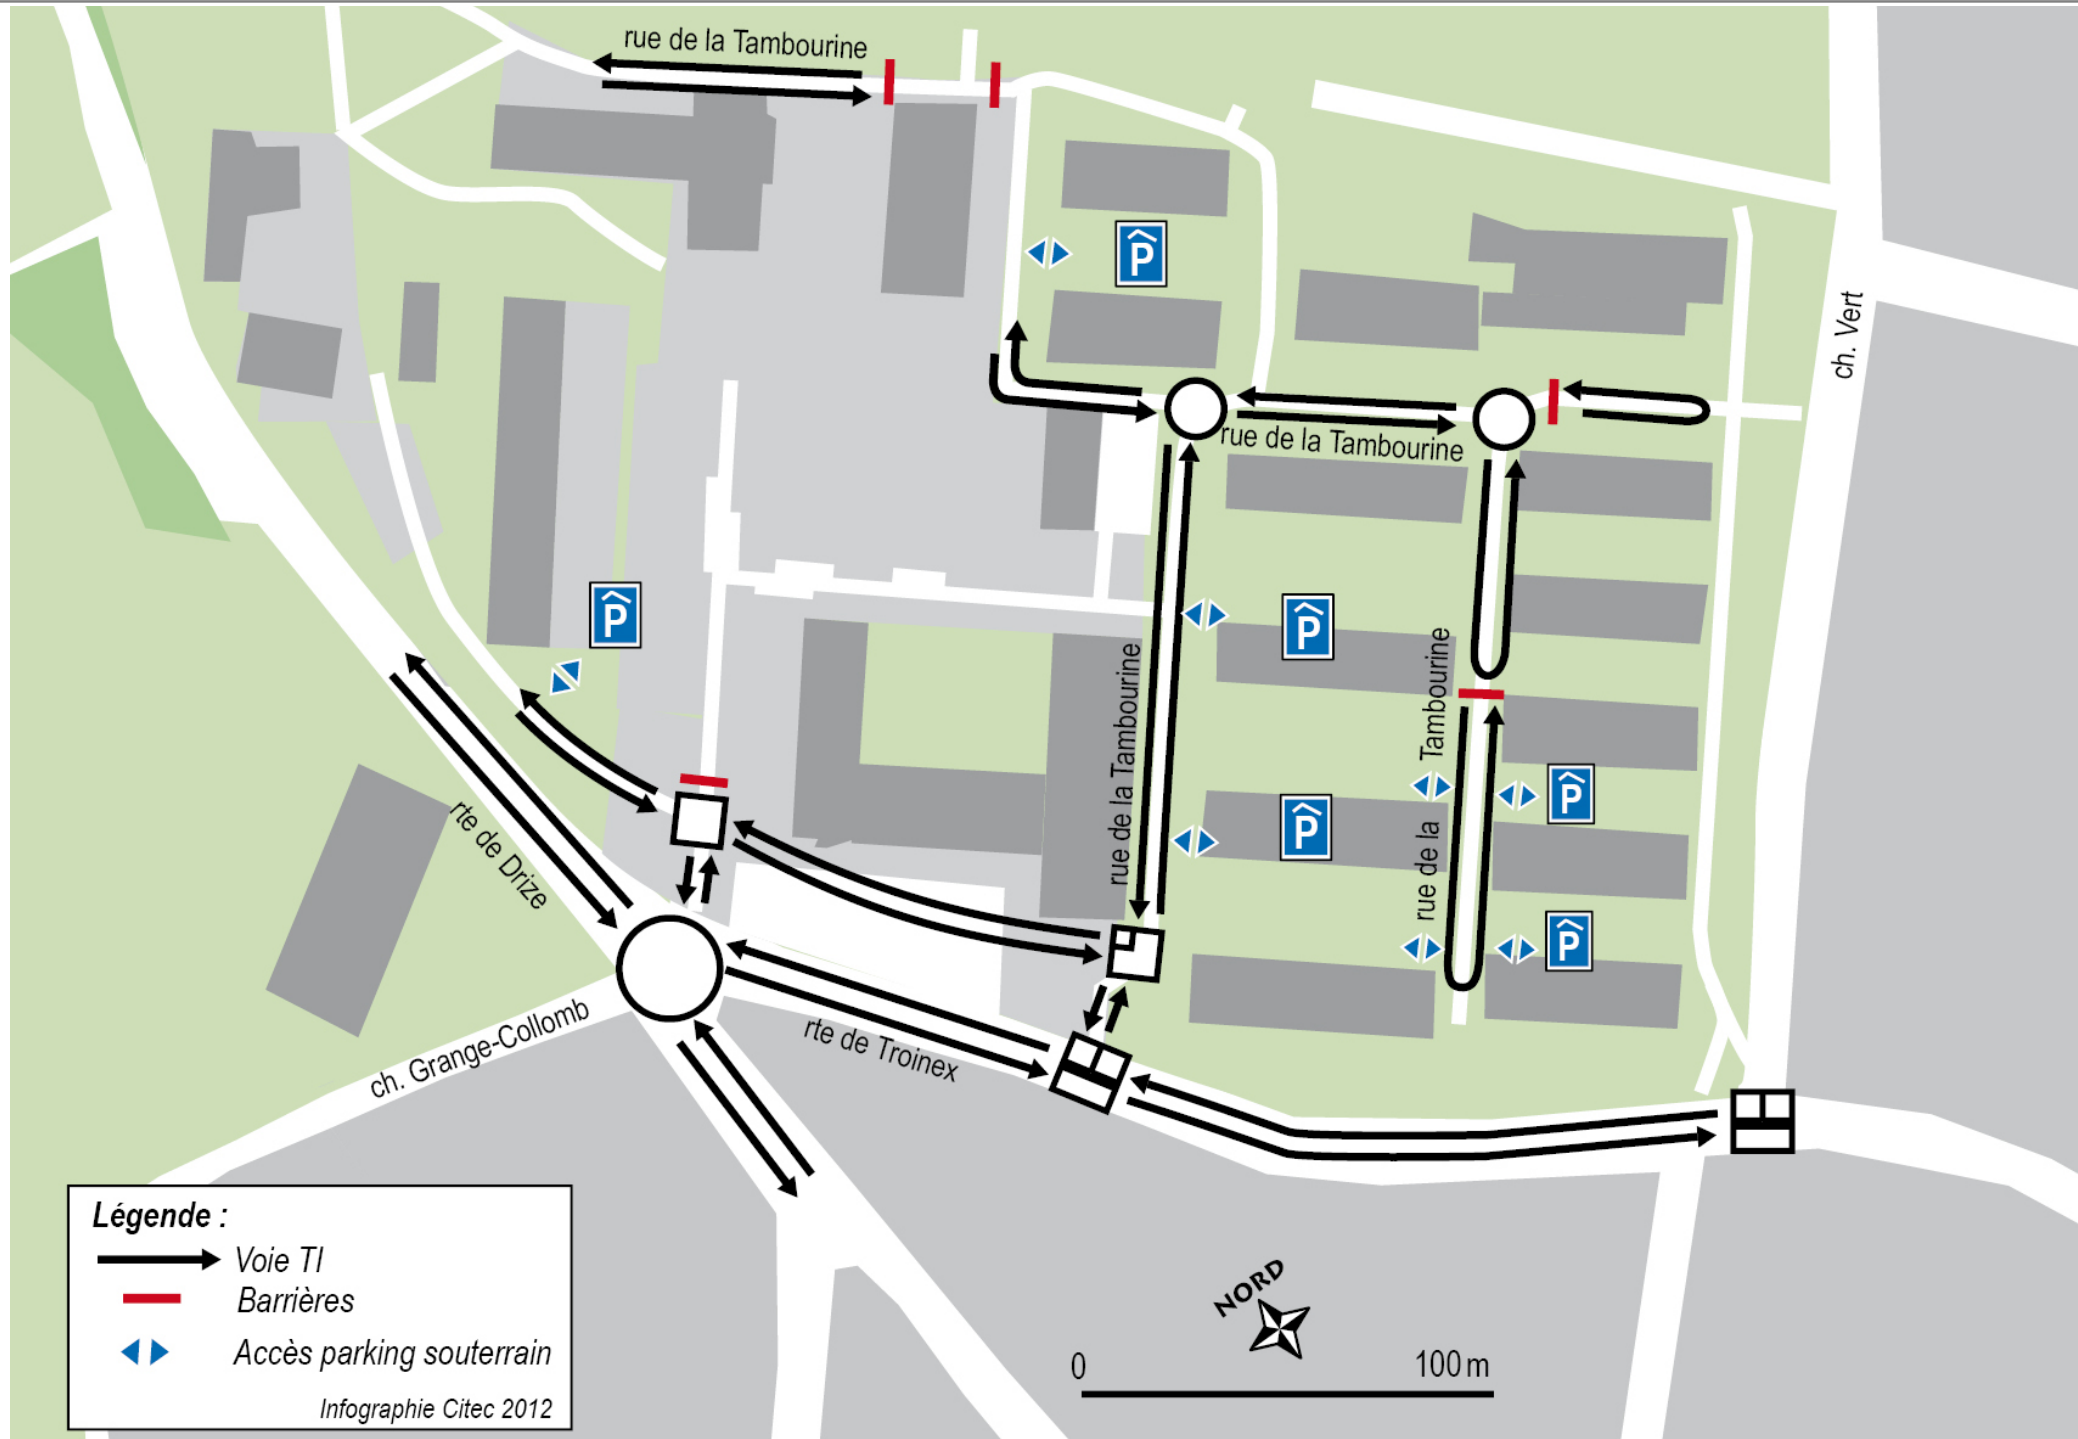 rue de la Tambourine
P
ch. Vert
rue de la Tambourine
P
P
rue de la Tambourine
rue de la Tambourine
P
P
rte de Drize
P
ch. Grange-Collomb
rte de Troinex
Légende :
Voie TI
Barrières
Accès parking souterrain
Infographie Citec 2012
NORD
0 100 m